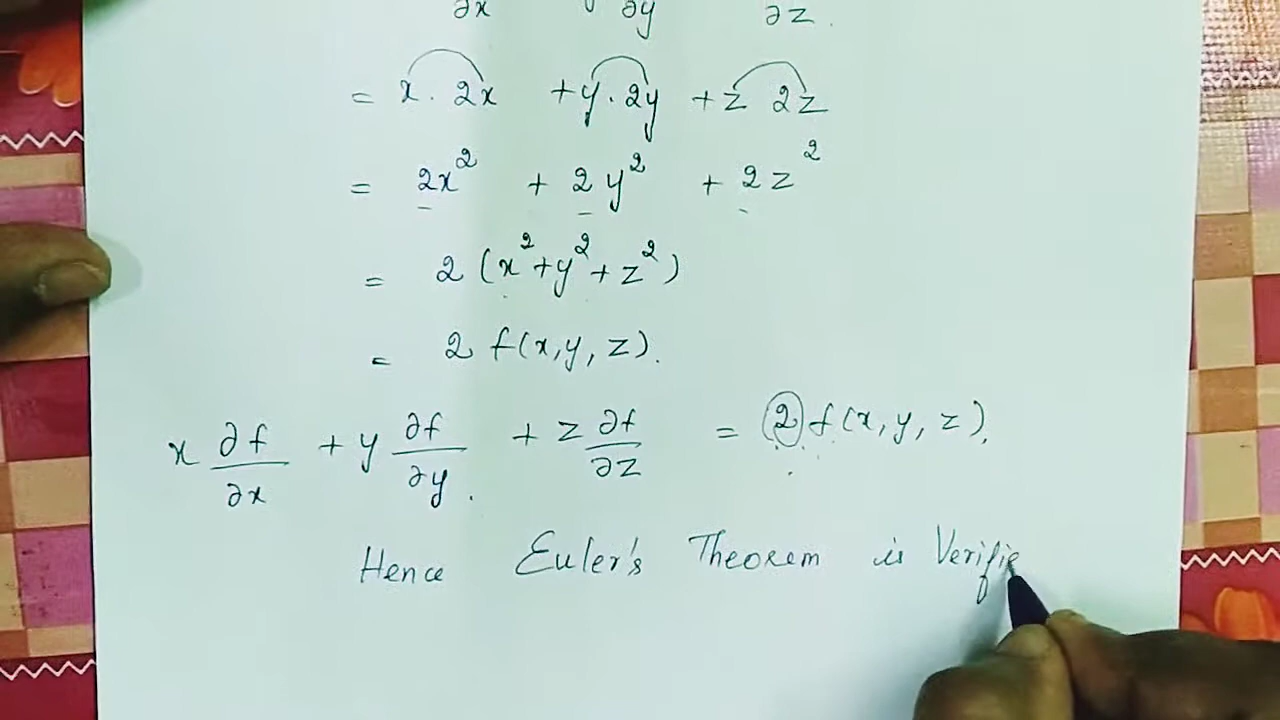 ∂x ∂y ∂z.
= x. 2x + y. 2y + z 2z
= 2x² + 2y² + 2z²
= 2 (x²+y²+z²)
= 2 f(x,y,z).
x ∂f/∂x + y ∂f/∂y. + z ∂f/∂z = (2) f(x,y,z).
Hence Euler's Theorem is Verifie